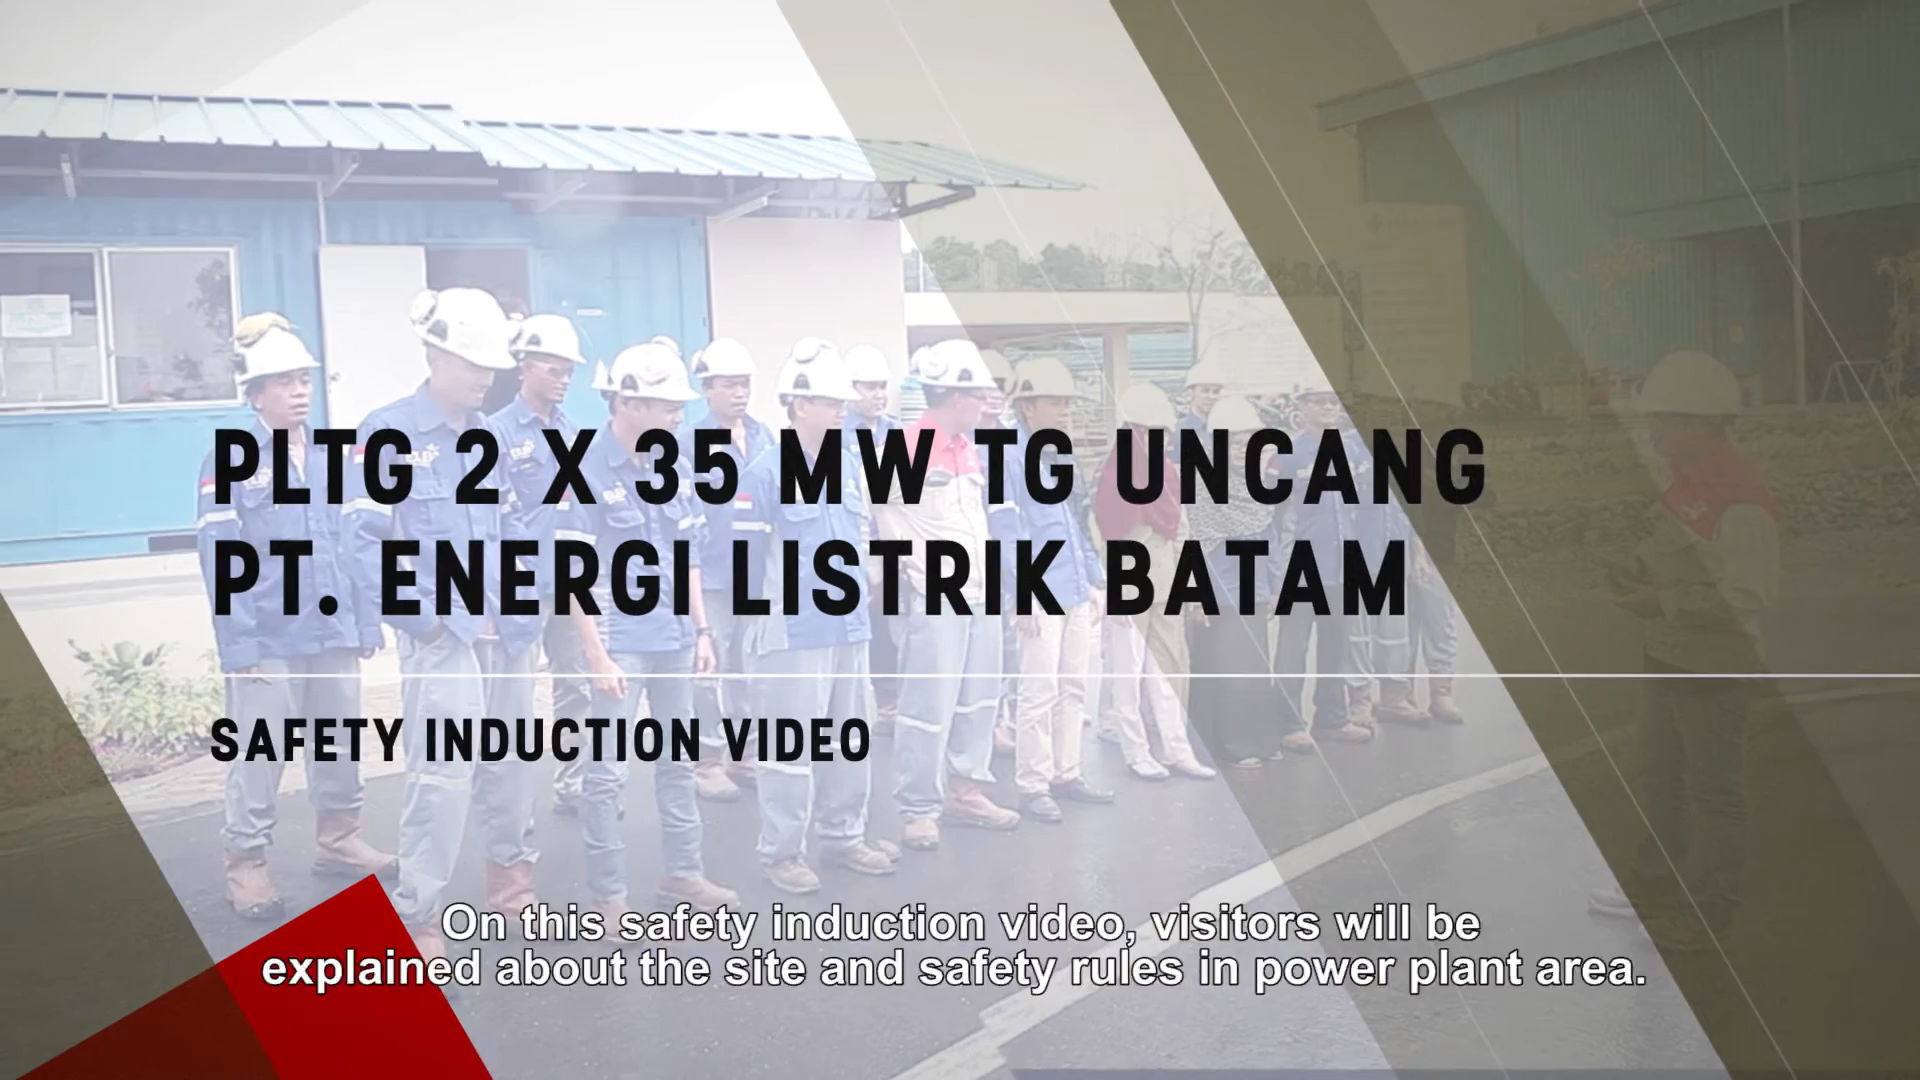 PLTG 2 X 35 MW TG UNCANG
PT. ENERGI LISTRIK BATAM
SAFETY INDUCTION VIDEO
On this safety induction video, visitors will be
explained about the site and safety rules in power plant area.